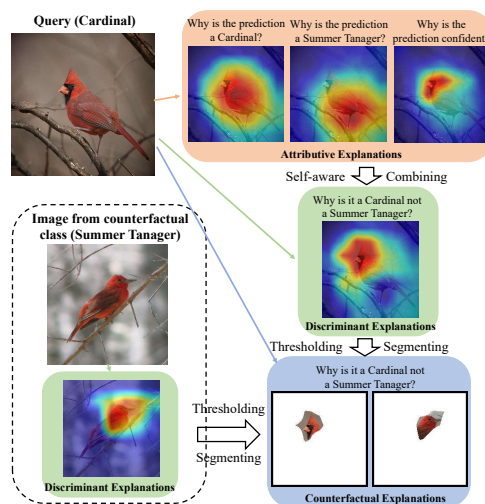 Query (Cardinal)
Why is the prediction
a Cardinal?
Why is the prediction
a Summer Tanager?
Why is the
prediction confident
Attributive Explanations
Self-aware
Combining
Image from counterfactual
class (Summer Tanager)
Why is it a Cardinal not
a Summer Tanager?
Discriminant Explanations
Thresholding
Segmenting
Why is it a Cardinal not
a Summer Tanager?
Thresholding
Segmenting
Discriminant Explanations
Counterfactual Explanations